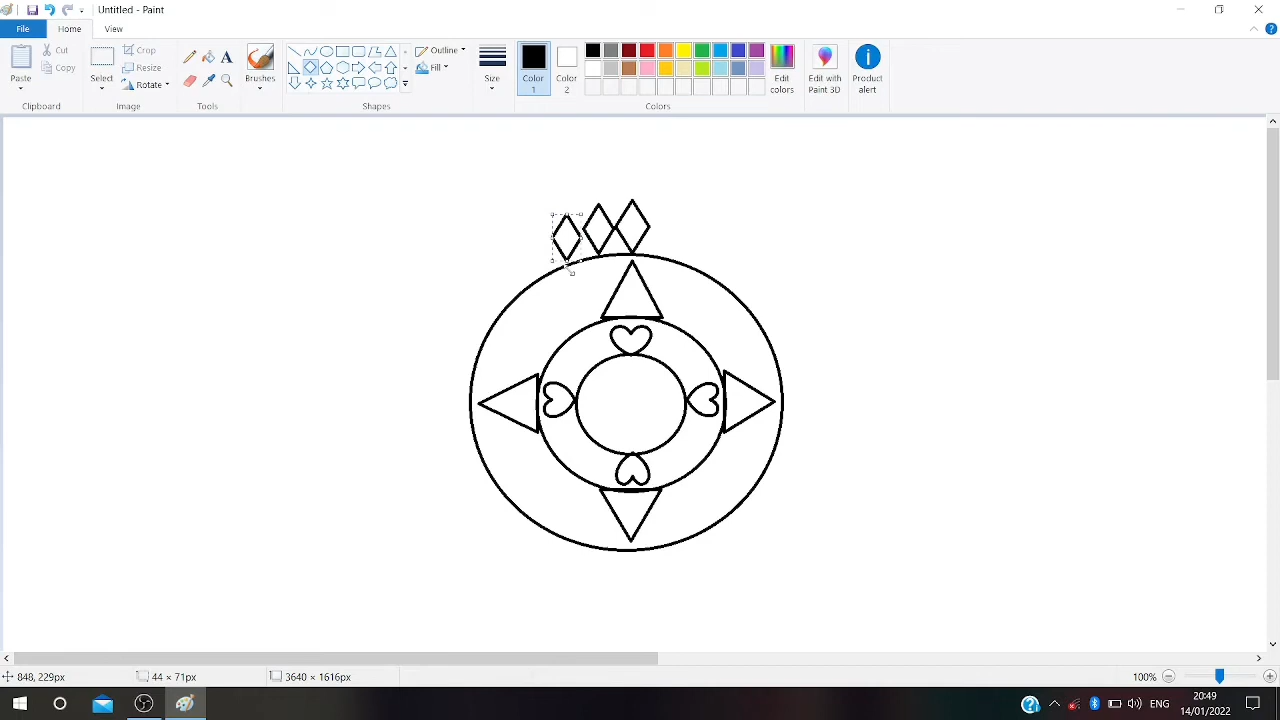 Untitled - Paint
File Home View
Cut Crop Outline
Copy Resize Fill
Paste Select Rotate Brushes Size Color 1 Color 2 Edit colors Edit with Paint 3D Product alert
Clipboard Image Tools Shapes Colors
848, 229px 44 × 71px 3640 × 1616px 100%
ENG 20:49
14/01/2022